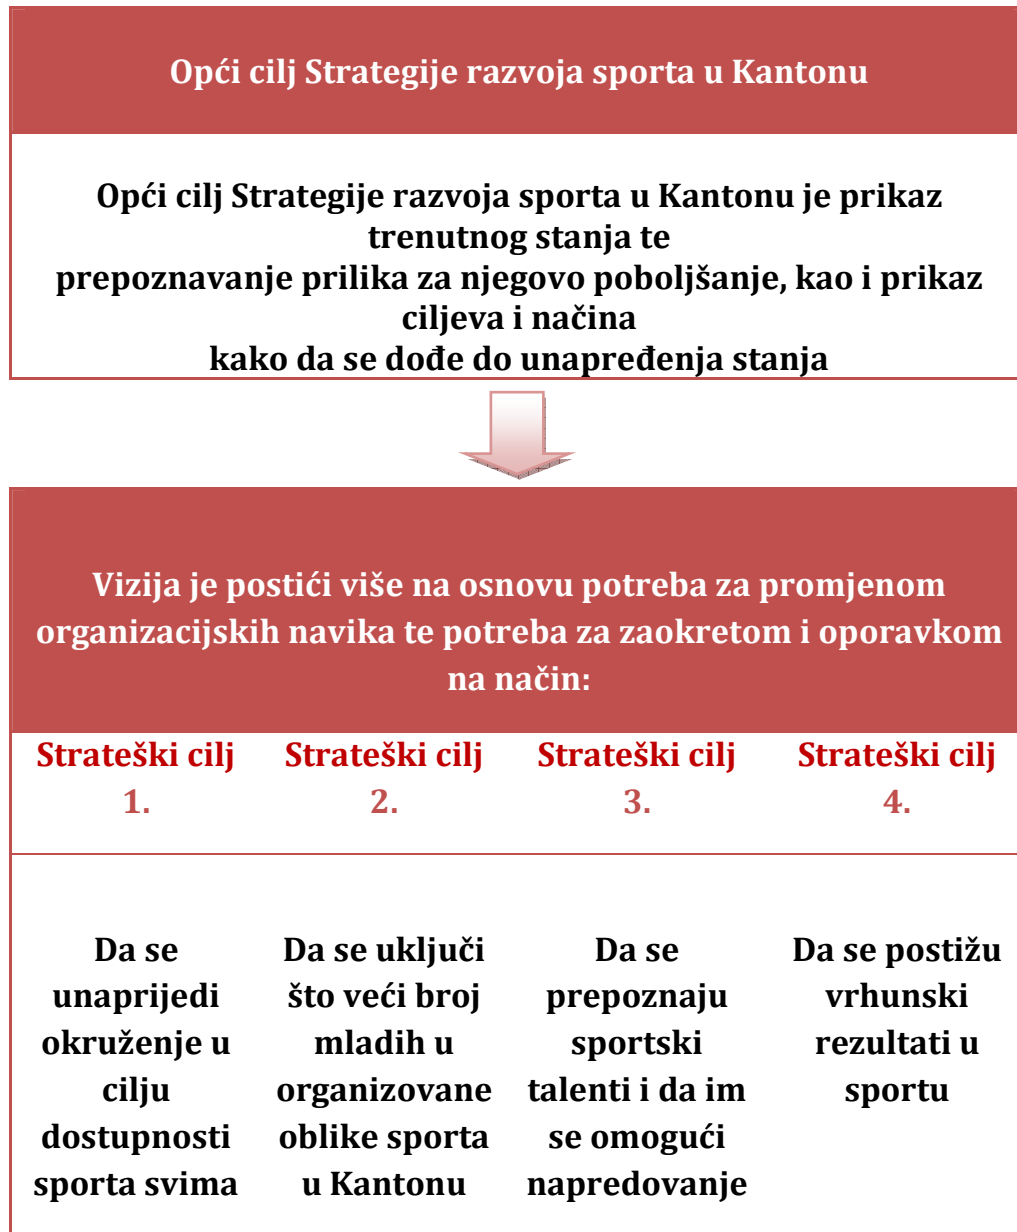 Opći cilj Strategije razvoja sporta u Kantonu
Opći cilj Strategije razvoja sporta u Kantonu je prikaz
trenutnog stanja te
prepoznavanje prilika za njegovo poboljšanje, kao i prikaz
ciljeva i načina
kako da se dođe do unapređenja stanja
Vizija je postići više na osnovu potreba za promjenom
organizacijskih navika te potreba za zaokretom i oporavkom
na način:
Strateški cilj
1.
Strateški cilj
2.
Strateški cilj
3.
Strateški cilj
4.
Da se
unaprijedi
okruženje u
cilju
dostupnosti
sporta svima
Da se uključi
što veći broj
mladih u
organizovane
oblike sporta
u Kantonu
Da se
prepoznaju
sportski
talenti i da im
se omogući
napredovanje
Da se postižu
vrhunski
rezultati u
sportu